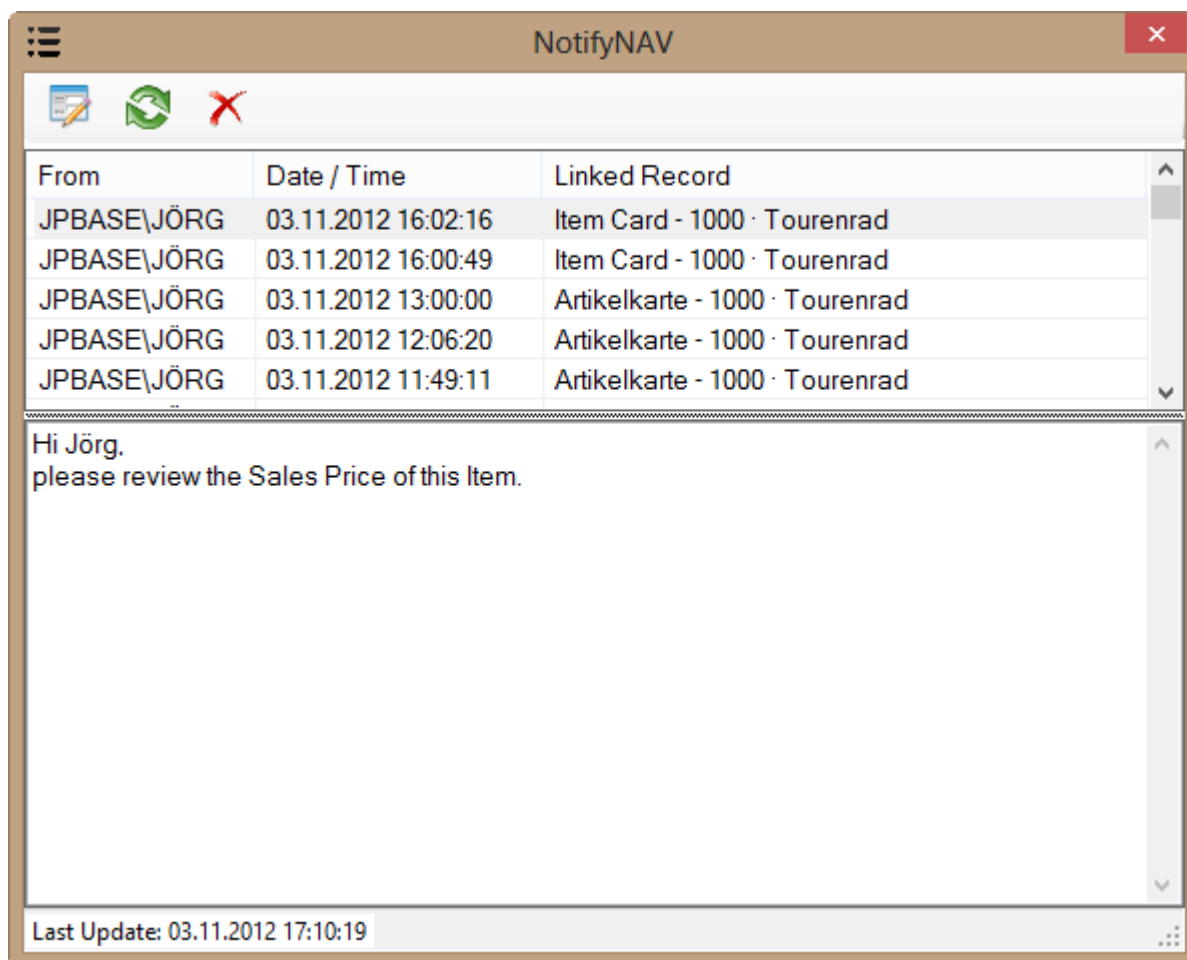 NotifyNAV
From Date / Time Linked Record
JPBASE\JÖRG 03.11.2012 16:02:16 Item Card - 1000 · Tourenrad
JPBASE\JÖRG 03.11.2012 16:00:49 Item Card - 1000 · Tourenrad
JPBASE\JÖRG 03.11.2012 13:00:00 Artikelkarte - 1000 · Tourenrad
JPBASE\JÖRG 03.11.2012 12:06:20 Artikelkarte - 1000 · Tourenrad
JPBASE\JÖRG 03.11.2012 11:49:11 Artikelkarte - 1000 · Tourenrad
Hi Jörg,
please review the Sales Price of this Item.
Last Update: 03.11.2012 17:10:19